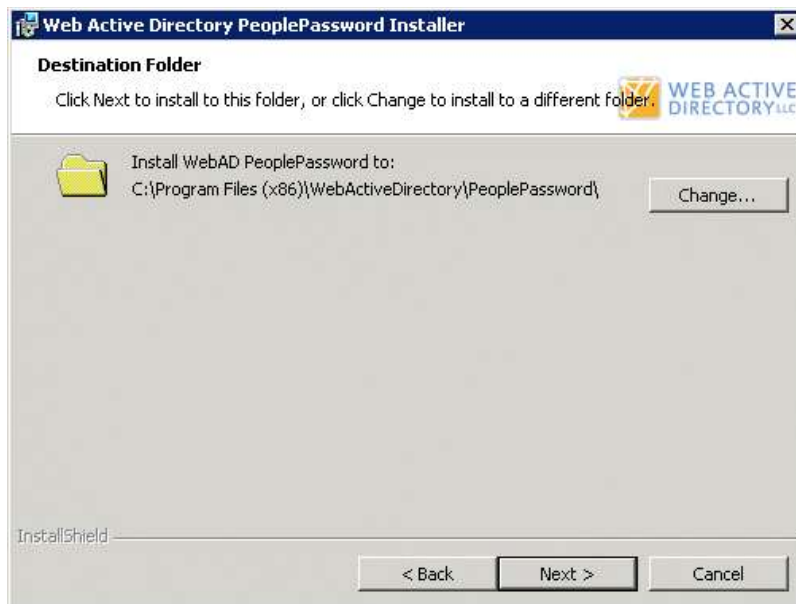 Web Active Directory PeoplePassword Installer
Destination Folder
Click Next to install to this folder, or click Change to install to a different folder.
WEB ACTIVE
DIRECTORY LLC
Install WebAD PeoplePassword to:
C:\Program Files (x86)\WebActiveDirectory\PeoplePassword\
Change...
InstallShield
< Back
Next >
Cancel